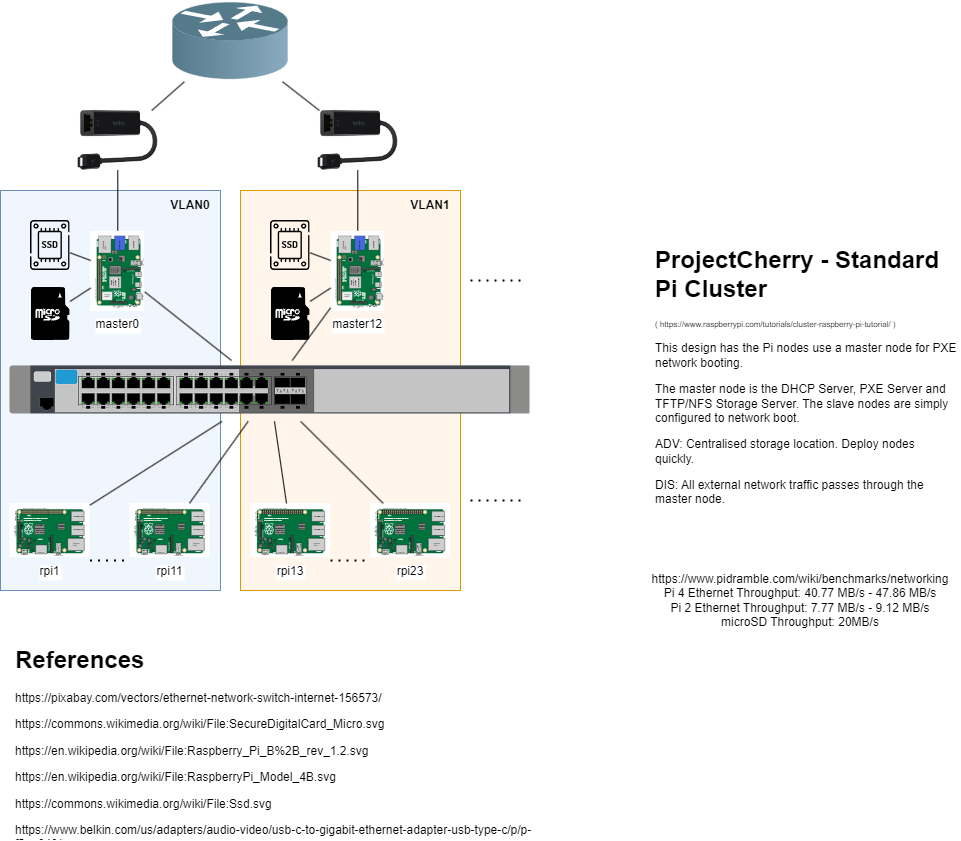 VLAN0
VLAN1
SSD
SSD
micro
micro
master0
master12
.......
rpi1
.....
rpi11
rpi13
.....
rpi23
.......
ProjectCherry - Standard
Pi Cluster
( https://www.raspberrypi.com/tutorials/cluster-raspberry-pi-tutorial/ )
This design has the Pi nodes use a master node for PXE
network booting.
The master node is the DHCP Server, PXE Server and
TFTP/NFS Storage Server. The slave nodes are simply
configured to network boot.
ADV: Centralised storage location. Deploy nodes
quickly.
DIS: All external network traffic passes through the
master node.
https://www.pidramble.com/wiki/benchmarks/networking
Pi 4 Ethernet Throughput: 40.77 MB/s - 47.86 MB/s
Pi 2 Ethernet Throughput: 7.77 MB/s - 9.12 MB/s
microSD Throughput: 20MB/s
References
https://pixabay.com/vectors/ethernet-network-switch-internet-156573/
https://commons.wikimedia.org/wiki/File:SecureDigitalCard_Micro.svg
https://en.wikipedia.org/wiki/File:Raspberry_Pi_B%2B_rev_1.2.svg
https://en.wikipedia.org/wiki/File:RaspberryPi_Model_4B.svg
https://commons.wikimedia.org/wiki/File:Ssd.svg
https://www.belkin.com/us/adapters/audio-video/usb-c-to-gigabit-ethernet-adapter-usb-type-c/p/p-